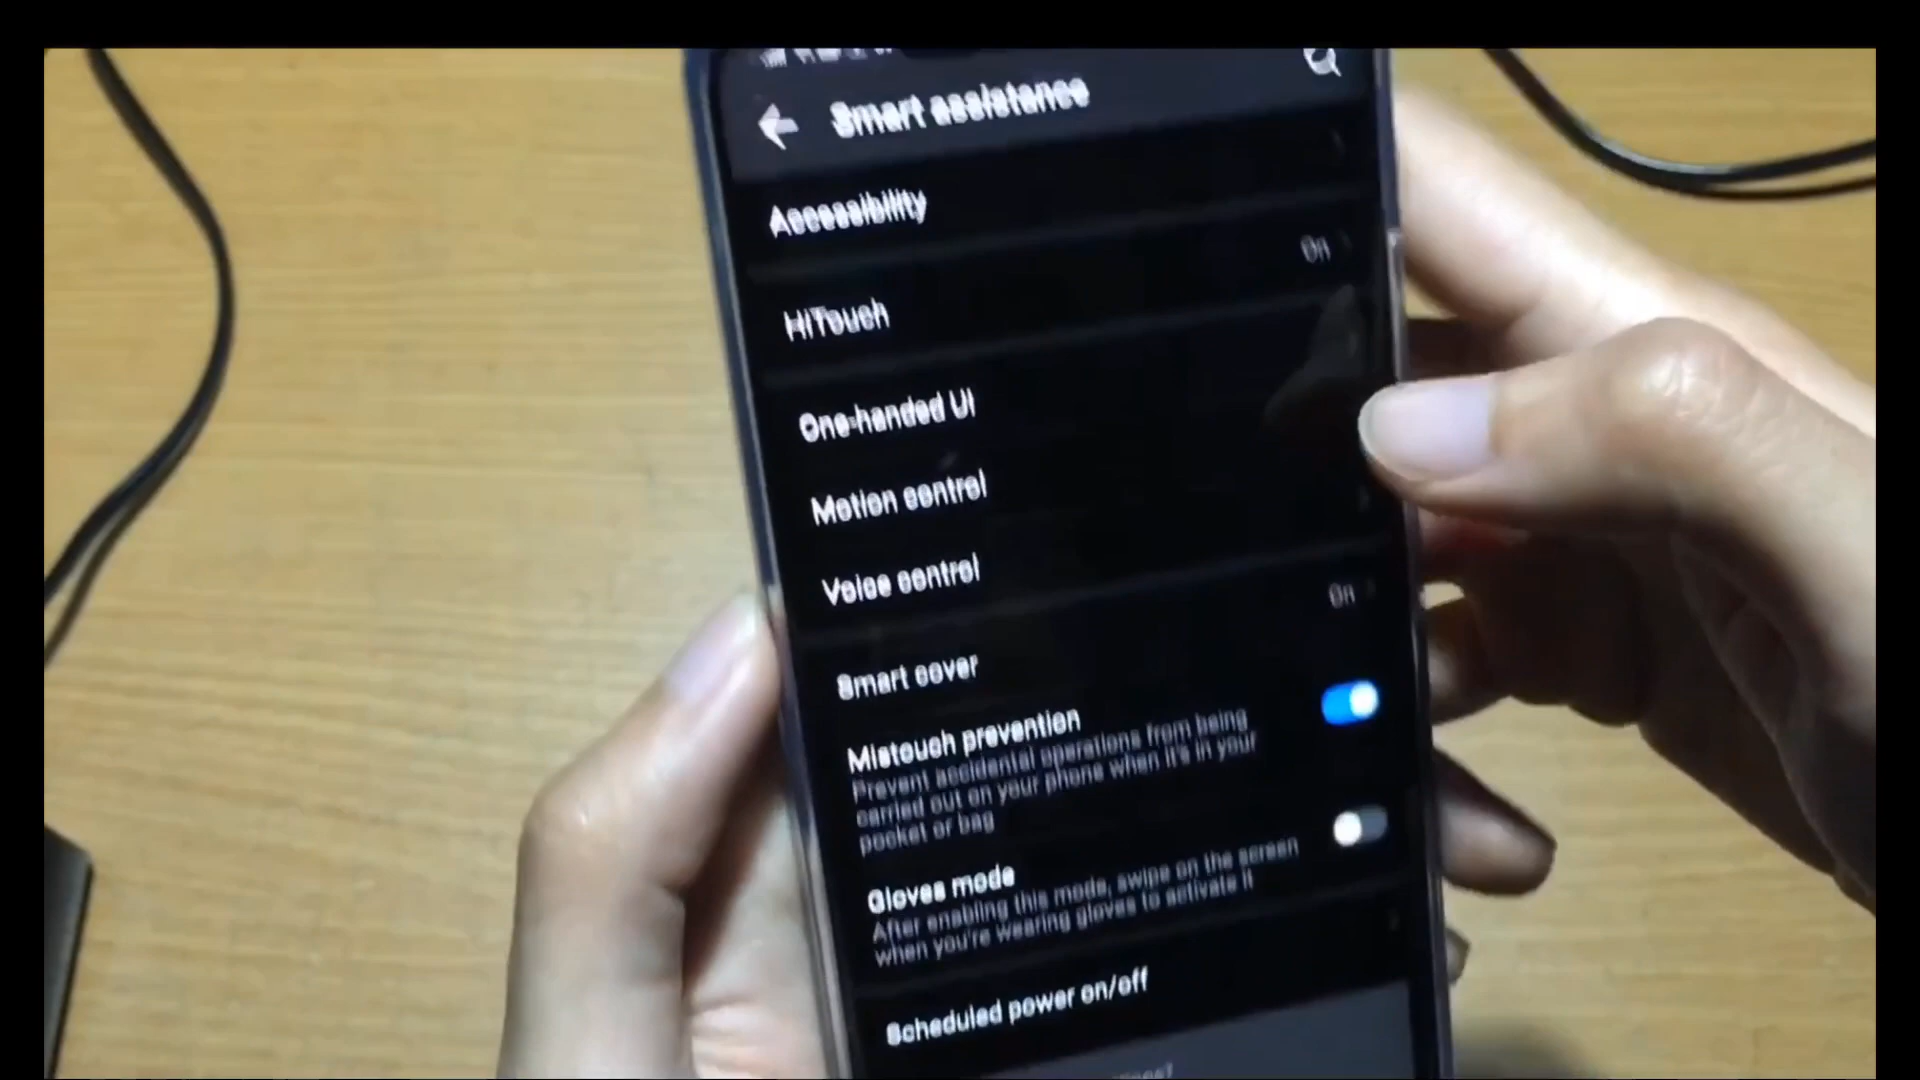 Smart assistance
Accessibility
On
HiTouch
One-handed UI
Motion control
Voice control
On
Smart cover
Mistouch prevention
Prevent accidental operations from being
carried out on your phone when it's in your
pocket or bag
Gloves mode
After enabling this mode, swipe on the screen
when you're wearing gloves to activate it
Scheduled power on/off